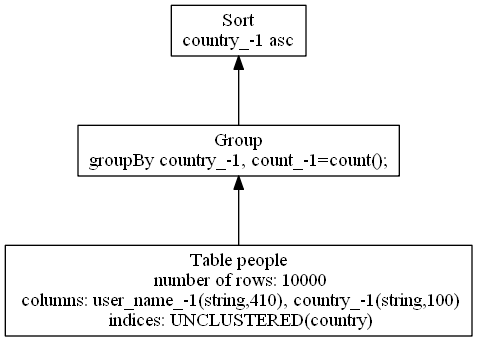 Sort
country_-1 asc
Group
groupBy country_-1, count_-1=count();
Table people
number of rows: 10000
columns: user_name_-1(string,410), country_-1(string,100)
indices: UNCLUSTERED(country)